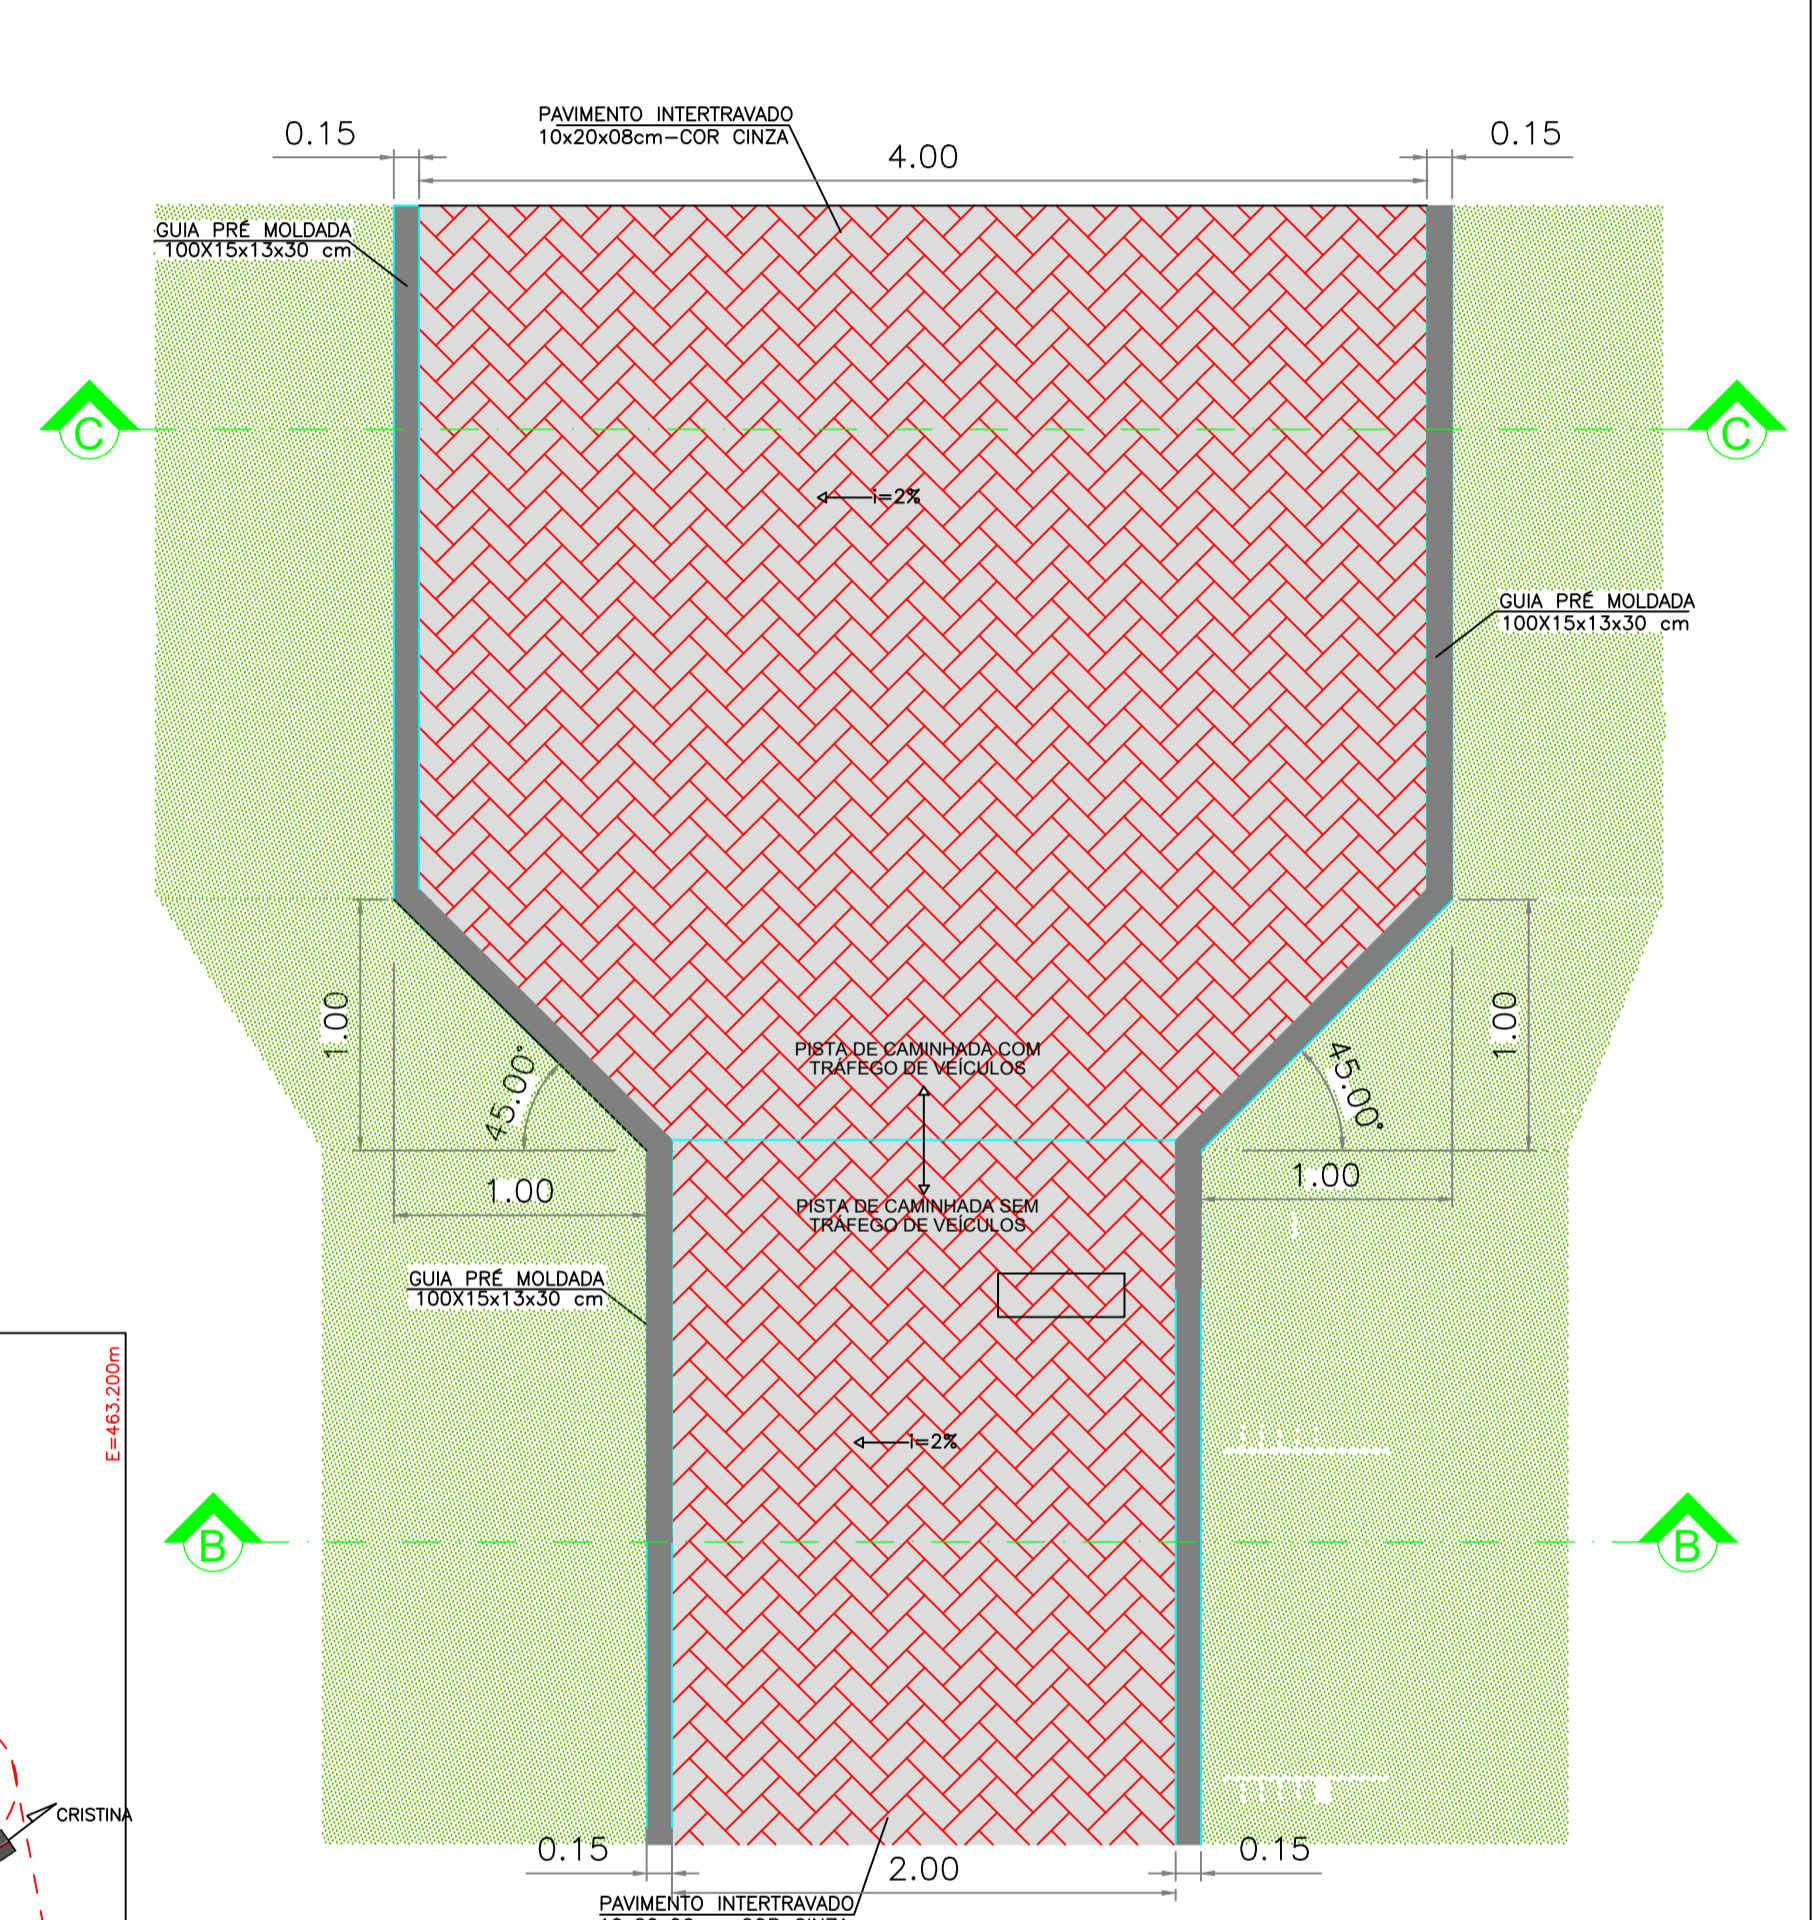 PAVIMENTO INTERTRAVADO
10x20x08cm-COR CINZA
0.15
4.00
0.15
GUIA PRÉ MOLDADA
100X15x13x30 cm
C
C
i=2%
GUIA PRÉ MOLDADA
100X15x13x30 cm
1.00
1.00
45.00°
45.00°
PISTA DE CAMINHADA COM
TRÁFEGO DE VEÍCULOS
1.00
1.00
PISTA DE CAMINHADA SEM
TRÁFEGO DE VEÍCULOS
GUIA PRÉ MOLDADA
100X15x13x30 cm
E=463.200m
i=2%
B
B
CRISTINA
0.15
2.00
0.15
PAVIMENTO INTERTRAVADO